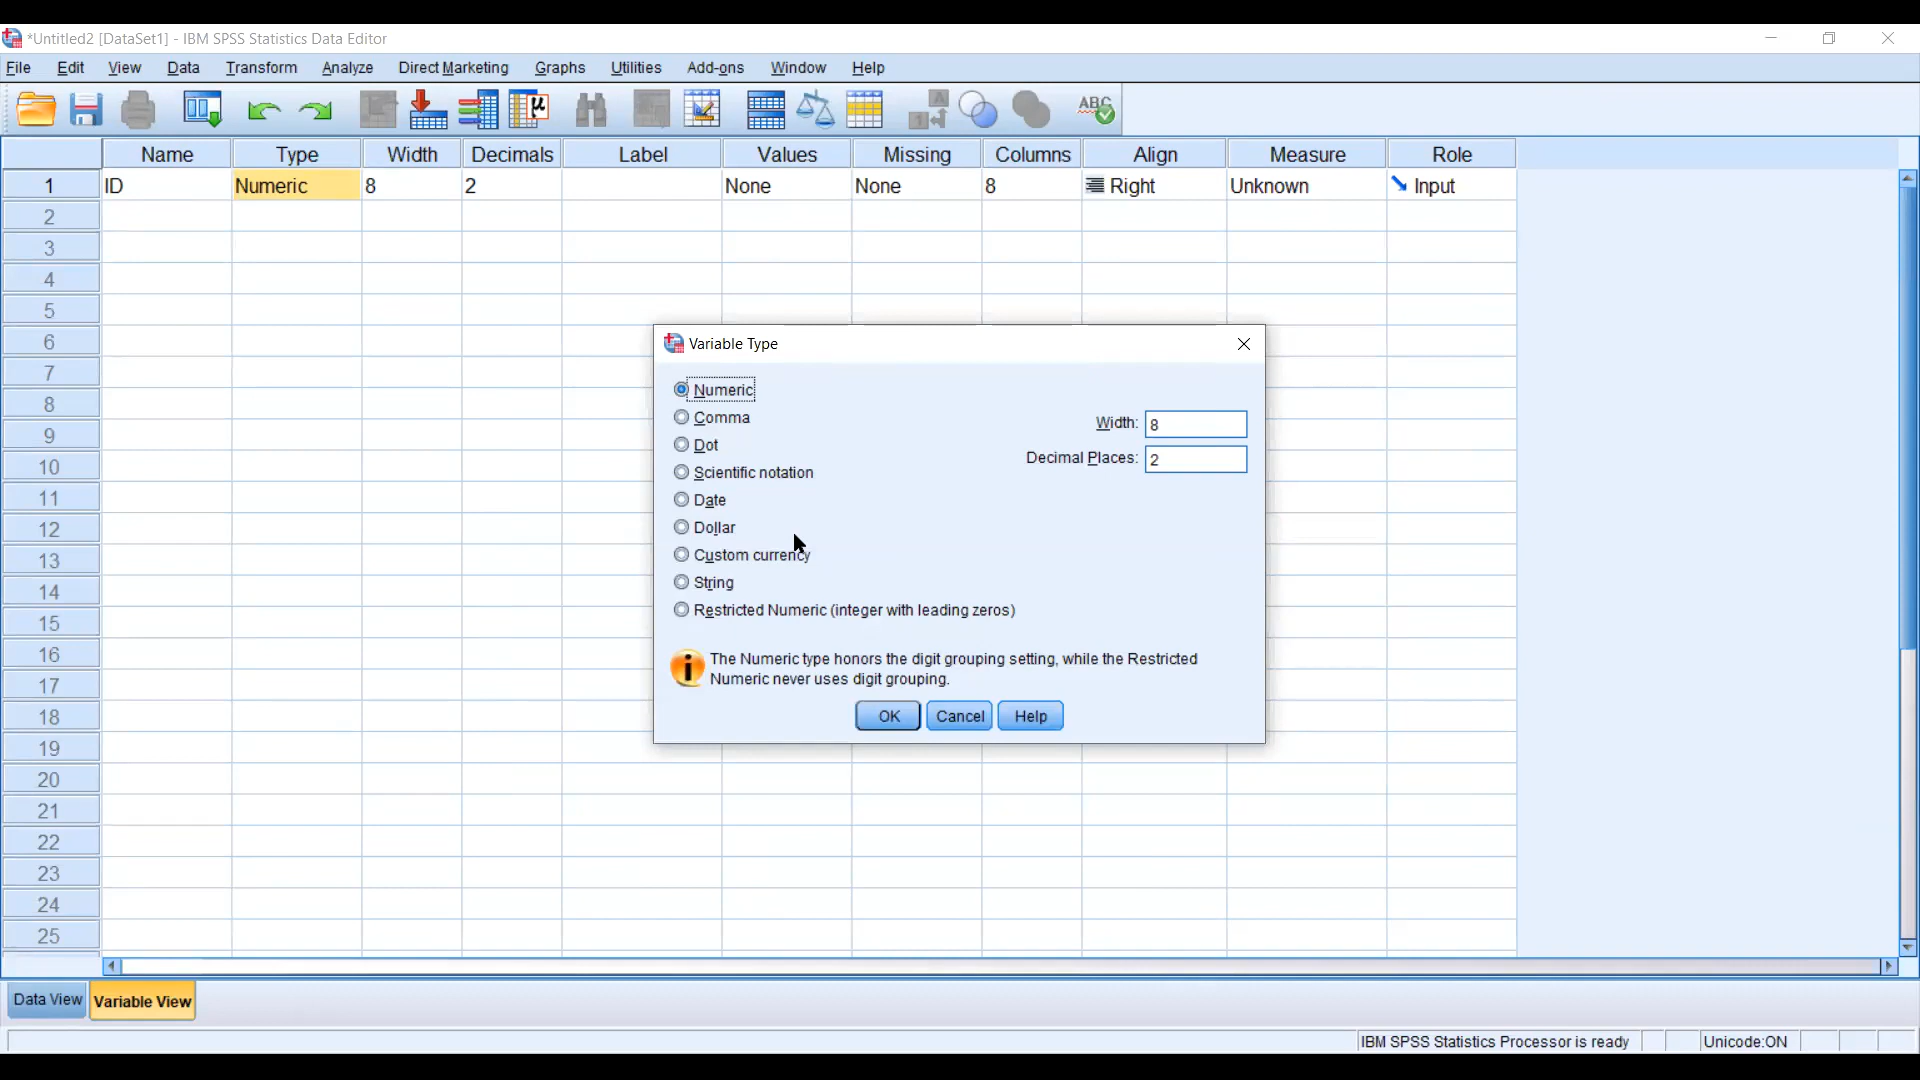 *Untitled2 [DataSet1] - IBM SPSS Statistics Data Editor
File Edit View Data Transform Analyze Direct Marketing Graphs Utilities Add-ons Window Help
Name Type Width Decimals Label Values Missing Columns Align Measure Role
1 ID Numeric 8 2 None None 8 Right Unknown Input
2
3
4
5
6
7
8
9
10
11
12
13
14
15
16
17
18
19
20
21
22
23
24
25
Variable Type
Numeric
Comma
Dot
Scientific notation
Date
Dollar
Custom currency
String
Restricted Numeric (integer with leading zeros)
Width: 8
Decimal Places: 2
The Numeric type honors the digit grouping setting, while the Restricted
Numeric never uses digit grouping.
OK Cancel Help
Data View Variable View
IBM SPSS Statistics Processor is ready Unicode:ON